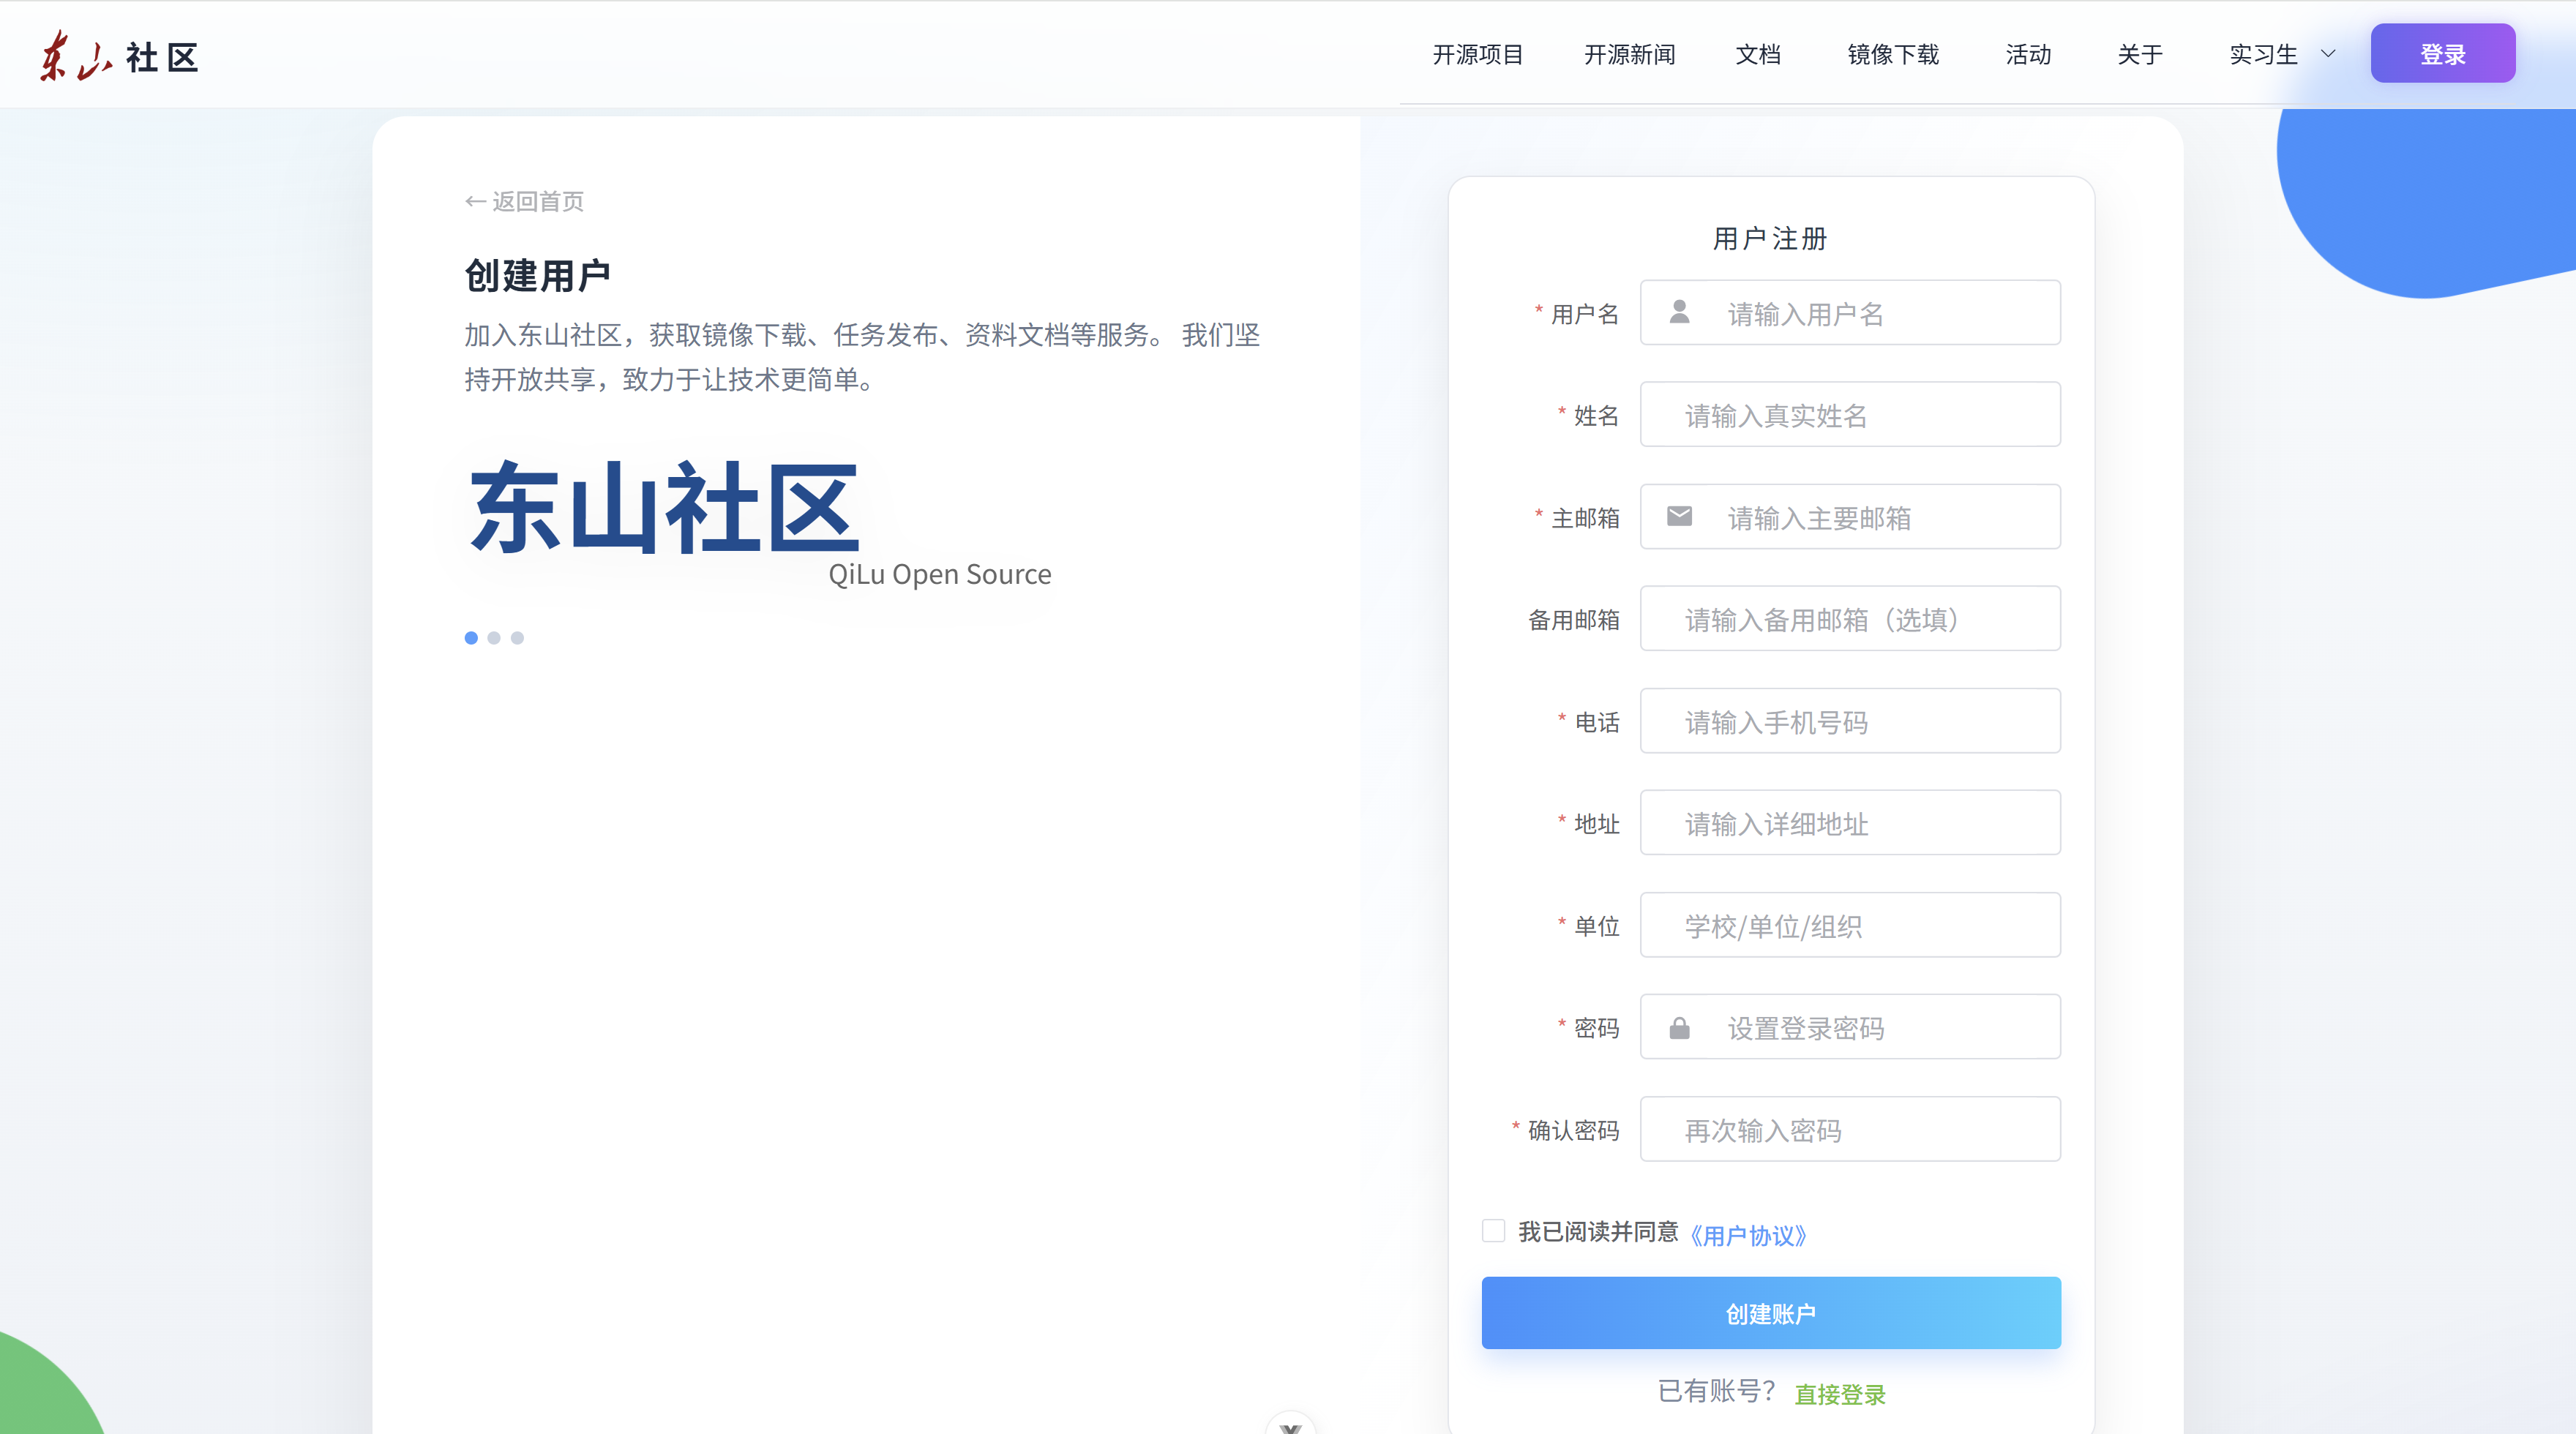 东山 社区
开源项目 开源新闻 文档 镜像下载 活动 关于 实习生 登录
← 返回首页
创建用户
加入东山社区，获取镜像下载、任务发布、资料文档等服务。 我们坚
持开放共享，致力于让技术更简单。
东山社区
QiLu Open Source
用户注册
* 用户名 请输入用户名
* 姓名 请输入真实姓名
* 主邮箱 请输入主要邮箱
备用邮箱 请输入备用邮箱（选填）
* 电话 请输入手机号码
* 地址 请输入详细地址
* 单位 学校/单位/组织
* 密码 设置登录密码
* 确认密码 再次输入密码
我已阅读并同意《用户协议》
创建账户
已有账号？ 直接登录